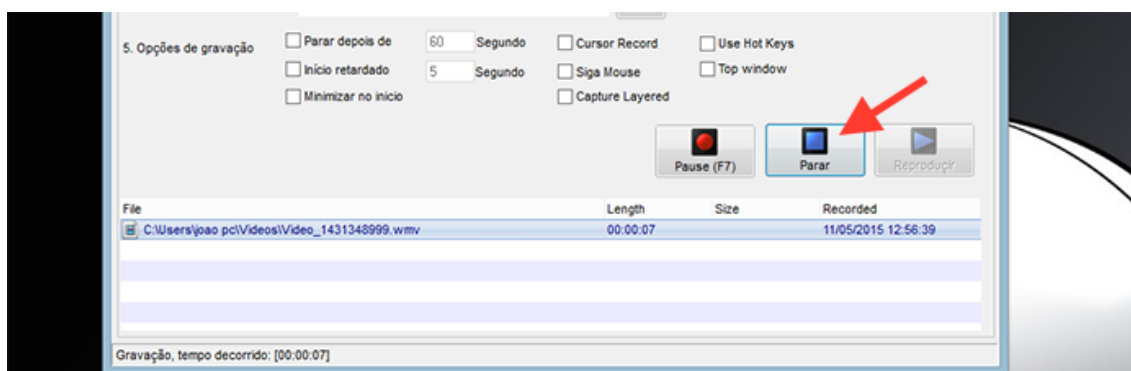 5. Opções de gravação
Parar depois de 60 Segundo Cursor Record Use Hot Keys
Início retardado 5 Segundo Siga Mouse Top window
Minimizar no inicio Capture Layered
Pause (F7) Parar Reproduçir
File Length Size Recorded
C:\Users\joao pc\Videos\Video_1431348999.wmv 00:00:07 11/05/2015 12:56:39
Gravação, tempo decorrido: [00:00:07]